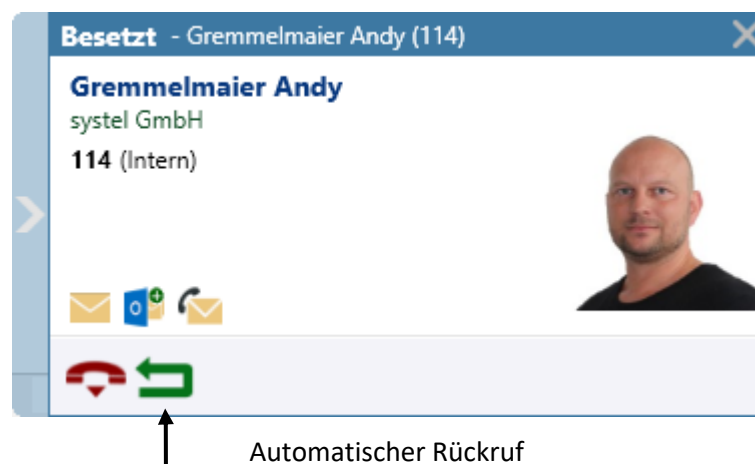 Besetzt - Gremmelmaier Andy (114)
Gremmelmaier Andy
systel GmbH
114 (Intern)
o
Automatischer Rückruf